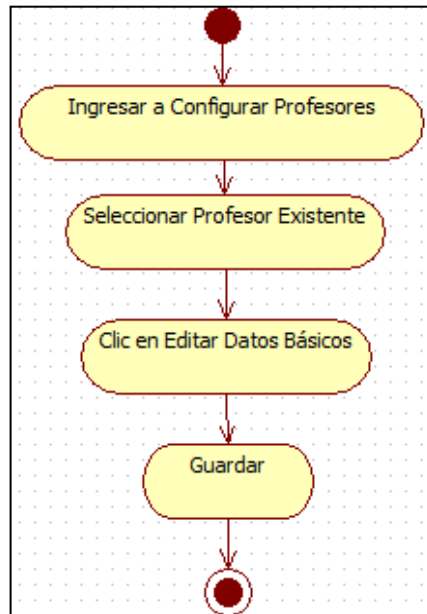 Ingresar a Configurar Profesores
Seleccionar Profesor Existente
Clic en Editar Datos Básicos
Guardar